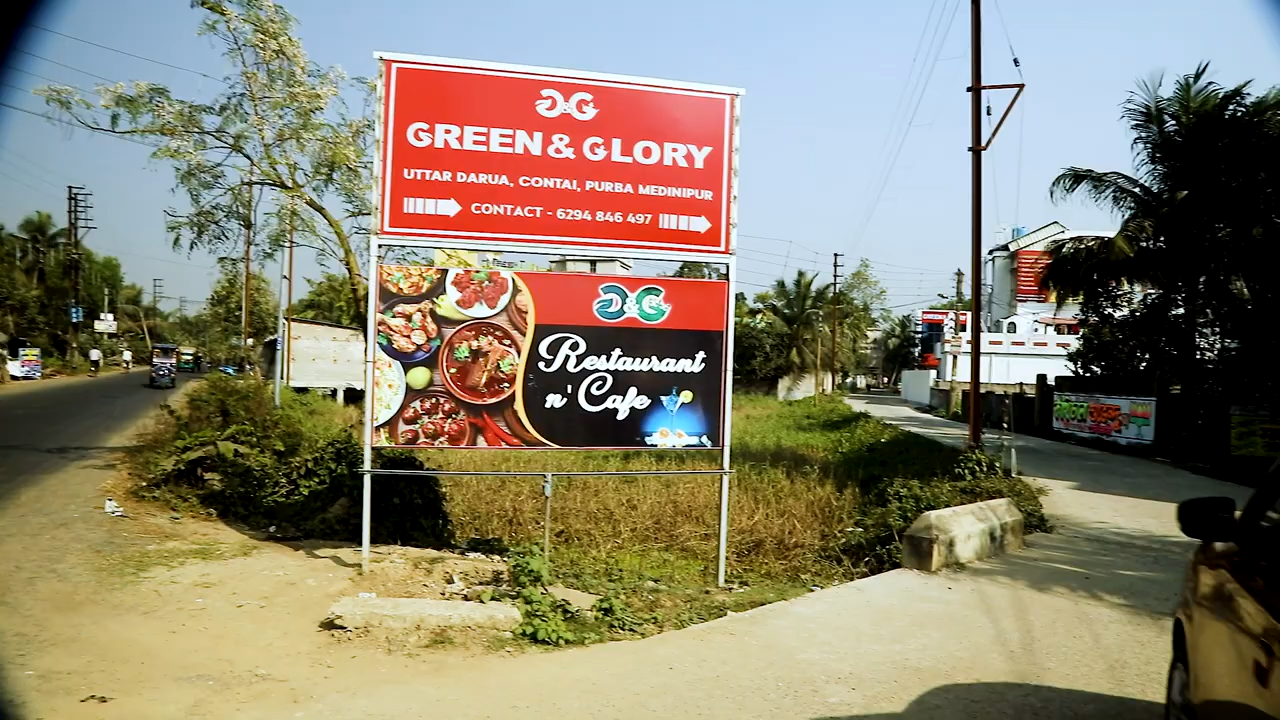 G&G
GREEN & GLORY
UTTAR DARUA, CONTAI, PURBA MEDINIPUR
CONTACT - 6294 846 497
G&G
Restaurant
n' Cafe